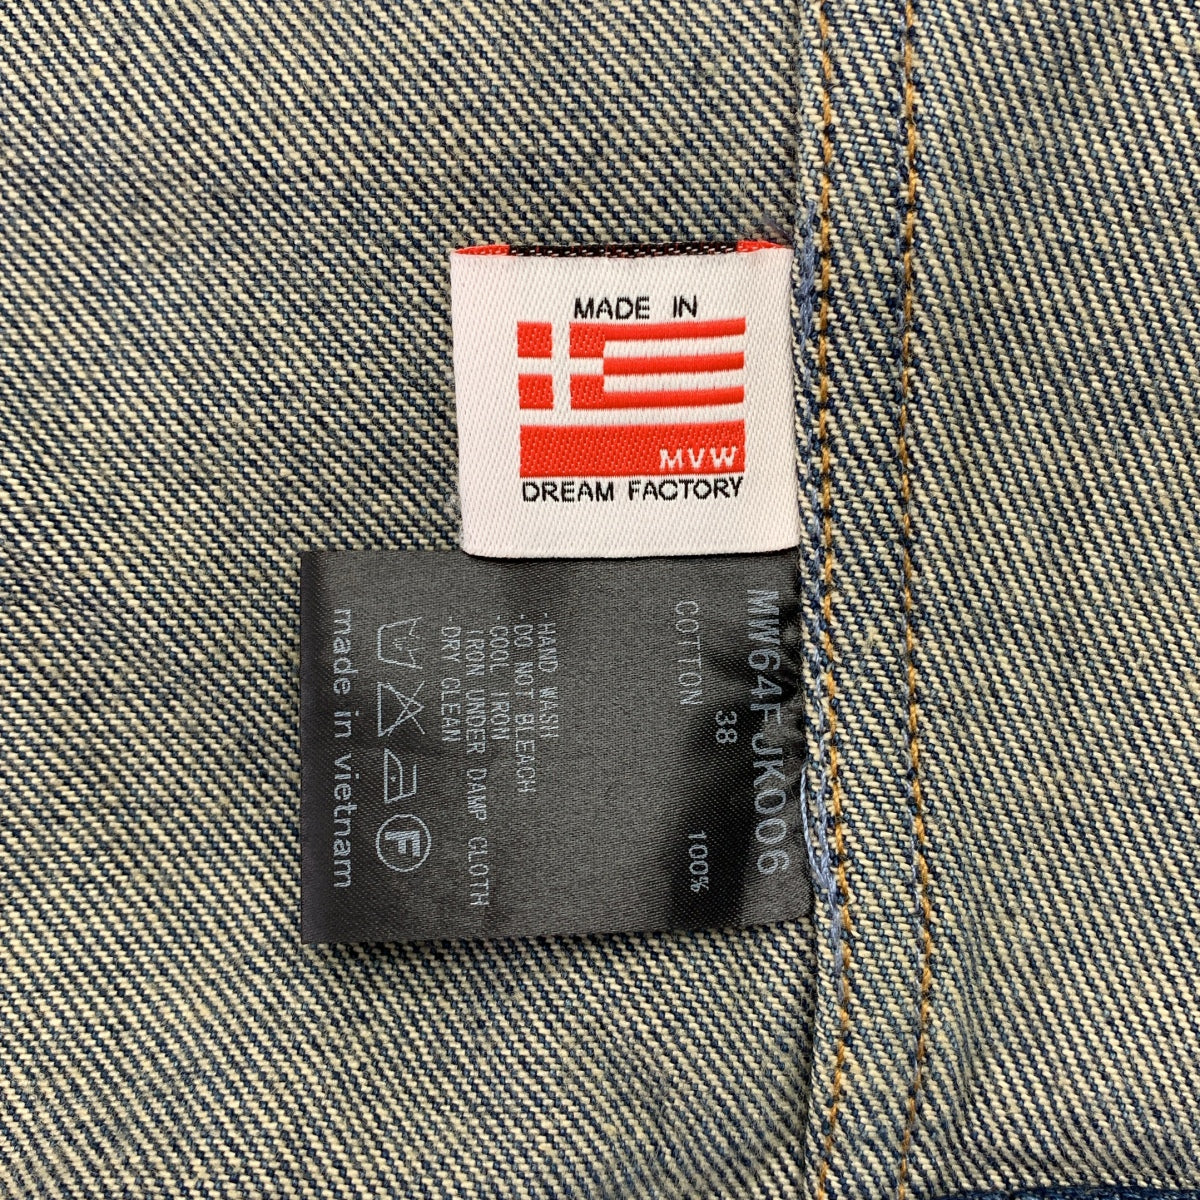 MADE IN
MVW
DREAM FACTORY
MW64FJK006
38
COTTON 100%
·HAND WASH
·DO NOT BLEACH
·COOL IRON
IRON UNDER DAMP CLOTH
DRY CLEAN
F
made in vietnam